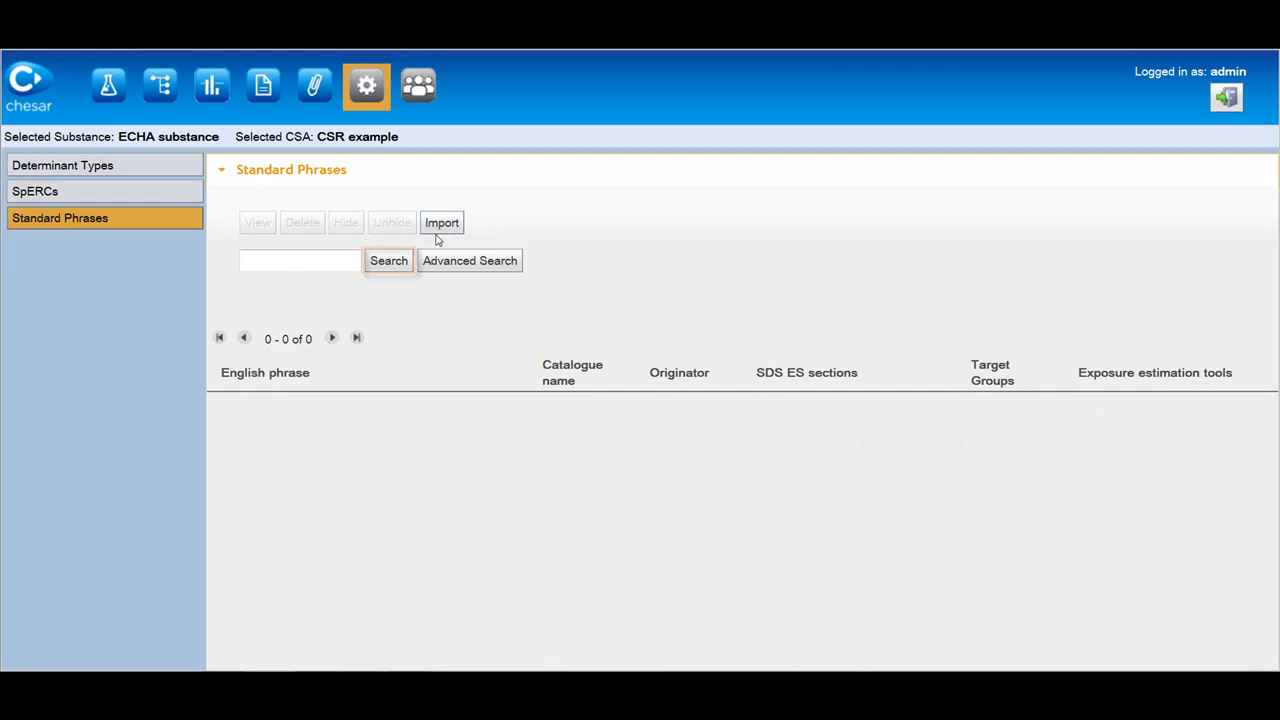 Logged in as: admin
chesar
Selected Substance: ECHA substance Selected CSA: CSR example
Determinant Types
SpERCs
Standard Phrases
Standard Phrases
View Delete Hide Unhide Import
Search Advanced Search
0 - 0 of 0
English phrase
Catalogue
name
Originator
SDS ES sections
Target
Groups
Exposure estimation tools